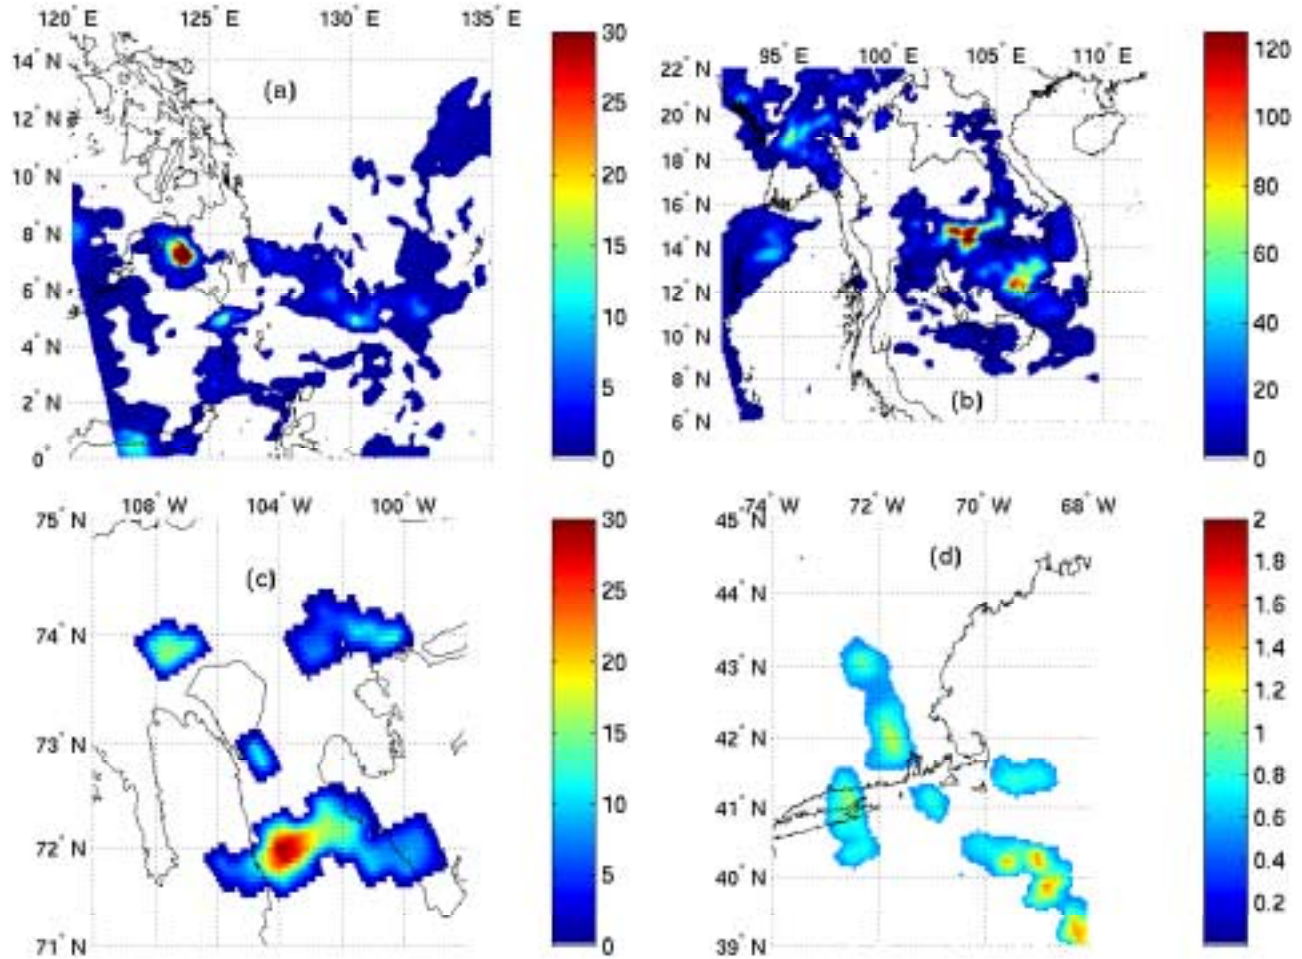 120° E 125° E 130° E 135° E
14° N
12° N
10° N
8° N
6° N
4° N
2° N
0°
(a)
30
25
20
15
10
5
0
95° E 100° E 105° E 110° E
22° N
20° N
18° N
16° N
14° N
12° N
10° N
8° N
6° N
(b)
120
100
80
60
40
20
0
108° W 104° W 100° W
75° N
74° N
73° N
72° N
71° N
(c)
30
25
20
15
10
5
0
-74° W 72° W 70° W 68° W
45° N
44° N
43° N
42° N
41° N
40° N
39° N
(d)
2
1.8
1.6
1.4
1.2
1
0.8
0.6
0.4
0.2